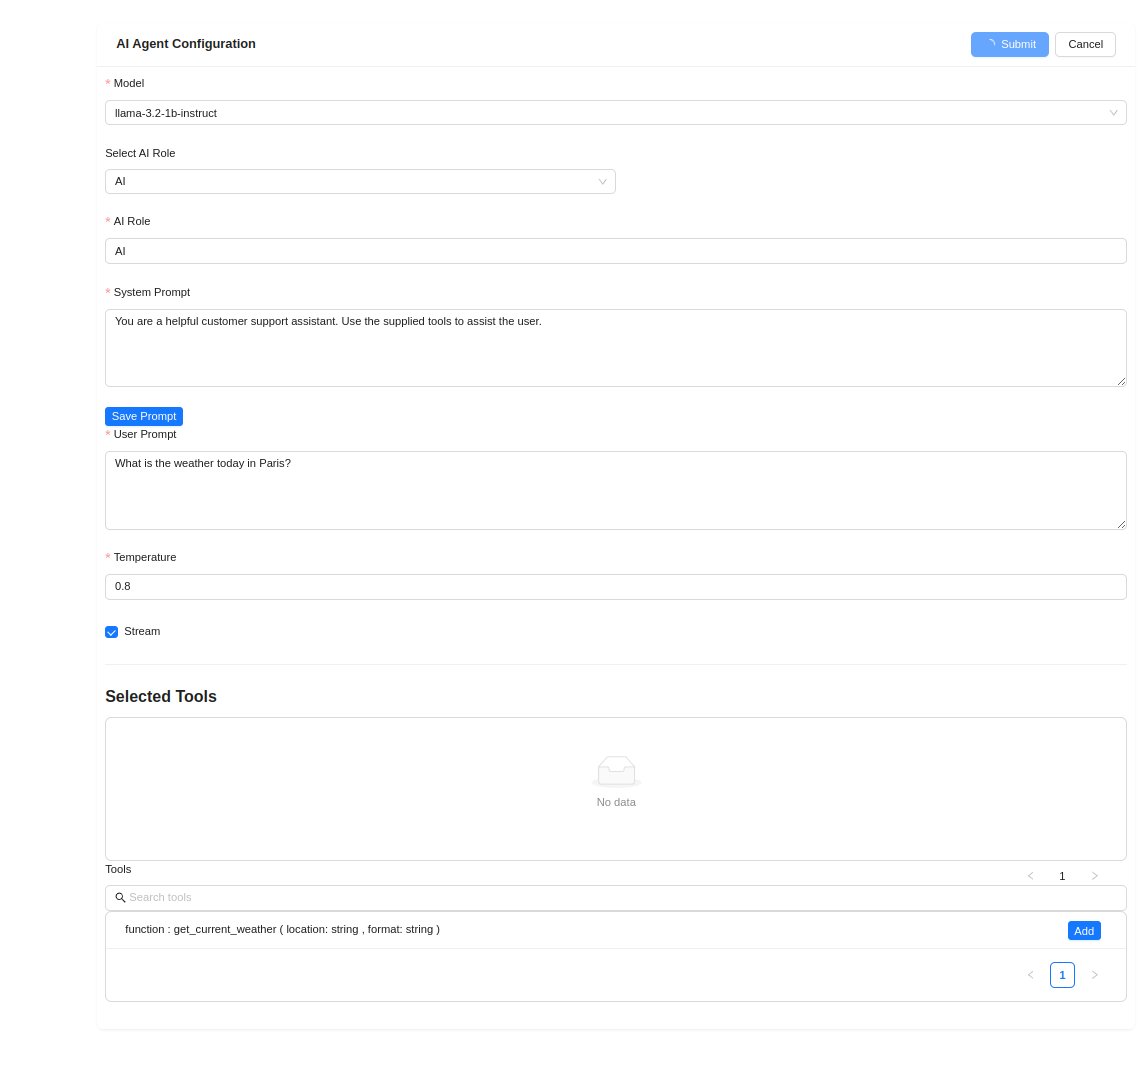 AI Agent Configuration
Submit
Cancel
* Model
llama-3.2-1b-instruct
Select AI Role
AI
* AI Role
AI
* System Prompt
You are a helpful customer support assistant. Use the supplied tools to assist the user.
Save Prompt
* User Prompt
What is the weather today in Paris?
* Temperature
0.8
Stream
Selected Tools
No data
Tools
1
Search tools
function : get_current_weather ( location: string , format: string )
Add
1